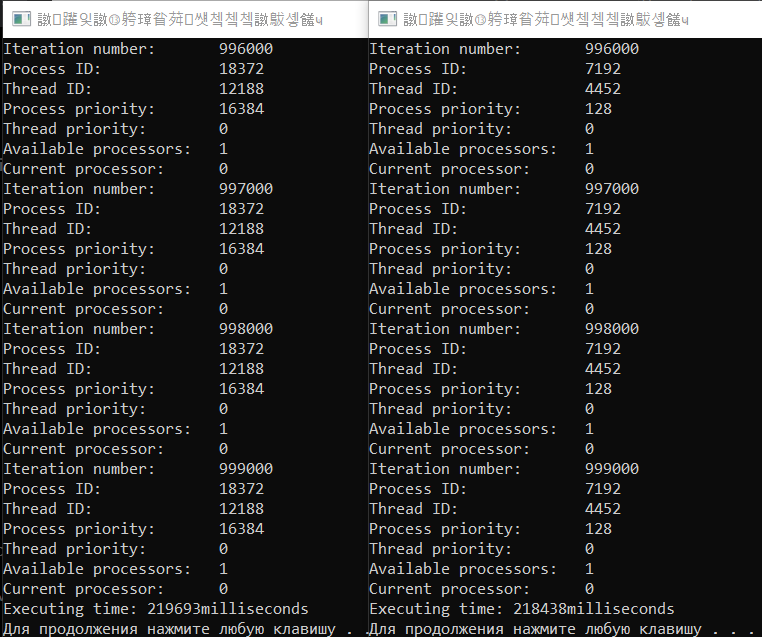 Iteration number: 996000
Process ID: 18372
Thread ID: 12188
Process priority: 16384
Thread priority: 0
Available processors: 1
Current processor: 0
Iteration number: 997000
Process ID: 18372
Thread ID: 12188
Process priority: 16384
Thread priority: 0
Available processors: 1
Current processor: 0
Iteration number: 998000
Process ID: 18372
Thread ID: 12188
Process priority: 16384
Thread priority: 0
Available processors: 1
Current processor: 0
Iteration number: 999000
Process ID: 18372
Thread ID: 12188
Process priority: 16384
Thread priority: 0
Available processors: 1
Current processor: 0
Executing time: 219693milliseconds
Для продолжения нажмите любую клавишу . .
Iteration number: 996000
Process ID: 7192
Thread ID: 4452
Process priority: 128
Thread priority: 0
Available processors: 1
Current processor: 0
Iteration number: 997000
Process ID: 7192
Thread ID: 4452
Process priority: 128
Thread priority: 0
Available processors: 1
Current processor: 0
Iteration number: 998000
Process ID: 7192
Thread ID: 4452
Process priority: 128
Thread priority: 0
Available processors: 1
Current processor: 0
Iteration number: 999000
Process ID: 7192
Thread ID: 4452
Process priority: 128
Thread priority: 0
Available processors: 1
Current processor: 0
Executing time: 218438milliseconds
Для продолжения нажмите любую клавишу . . .